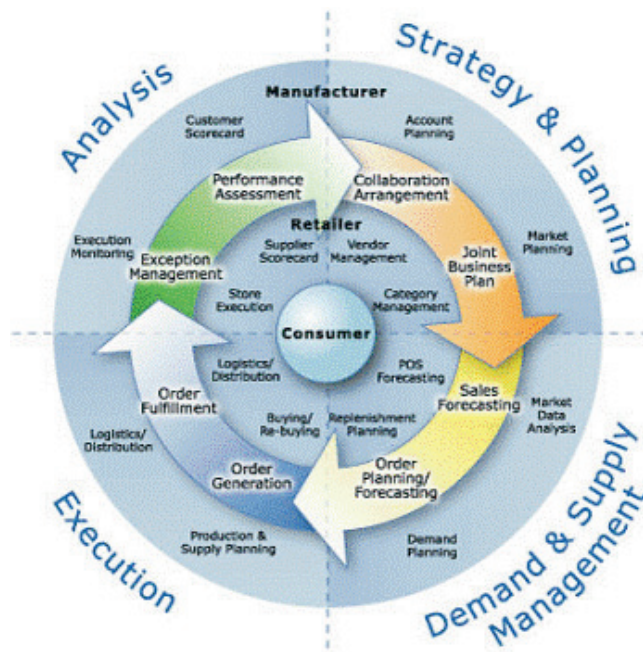 Strategy & Planning
Analysis
Manufacturer
Customer
Scorecard
Account
Planning
Performance
Assessment
Collaboration
Arrangement
Retailer
Supplier
Scorecard
Vendor
Management
Execution
Monitoring
Exception
Management
Joint
Business
Plan
Market
Planning
Store
Execution
Category
Management
Consumer
Logistics/
Distribution
POS
Forecasting
Order
Fulfillment
Sales
Forecasting
Market
Data
Analysis
Buying/
Re-buying
Replenishment
Planning
Logistics/
Distribution
Order
Generation
Order
Planning/
Forecasting
Production &
Supply Planning
Demand
Planning
Execution
Demand & Supply
Management